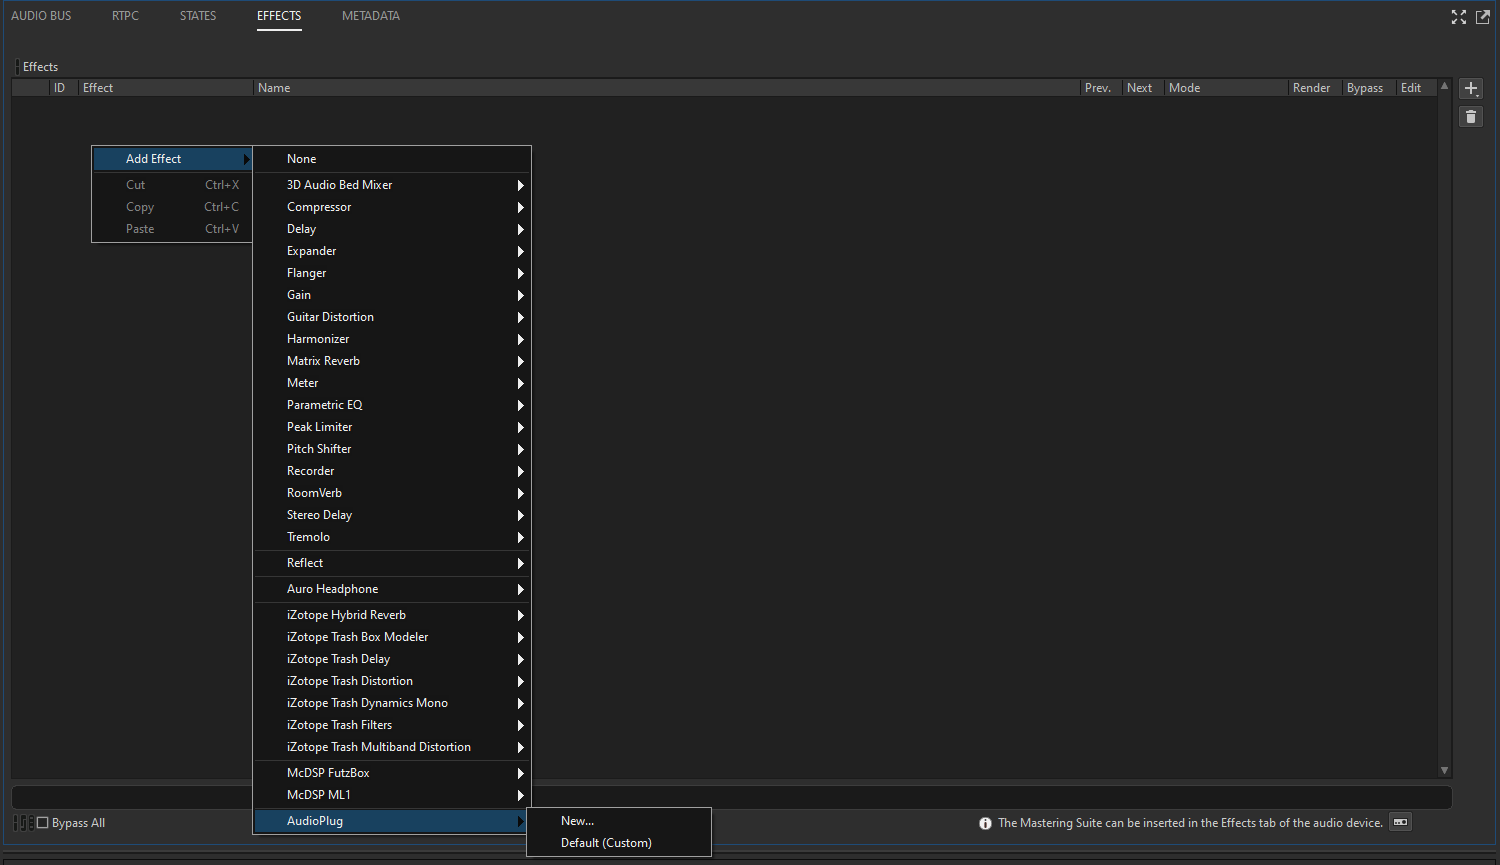 AUDIO BUS RTPC STATES EFFECTS METADATA
Effects
ID Effect Name Prev. Next Mode Render Bypass Edit
Add Effect
Cut Ctrl+X
Copy Ctrl+C
Paste Ctrl+V
None
3D Audio Bed Mixer
Compressor
Delay
Expander
Flanger
Gain
Guitar Distortion
Harmonizer
Matrix Reverb
Meter
Parametric EQ
Peak Limiter
Pitch Shifter
Recorder
RoomVerb
Stereo Delay
Tremolo
Reflect
Auro Headphone
iZotope Hybrid Reverb
iZotope Trash Box Modeler
iZotope Trash Delay
iZotope Trash Distortion
iZotope Trash Dynamics Mono
iZotope Trash Filters
iZotope Trash Multiband Distortion
McDSP FutzBox
McDSP ML1
AudioPlug
New...
Default (Custom)
Bypass All
The Mastering Suite can be inserted in the Effects tab of the audio device.